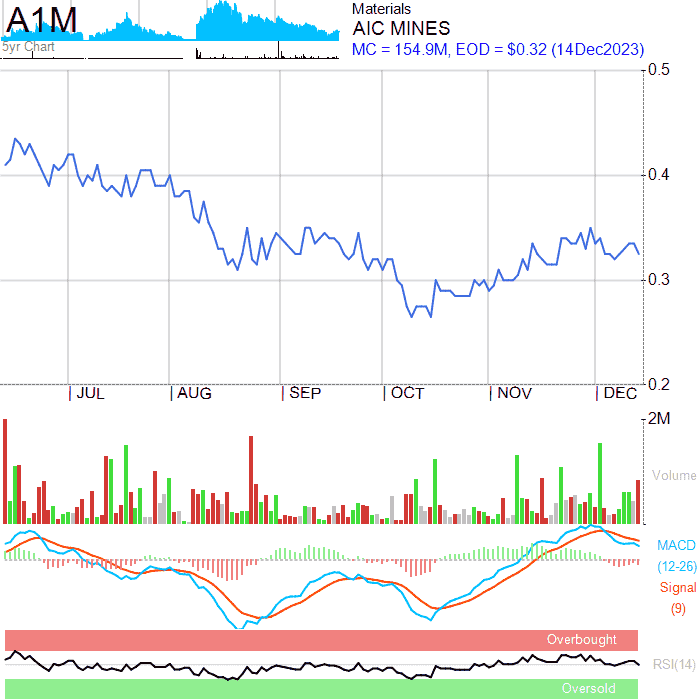 A1M
5yr Chart
Materials
AIC MINES
MC = 154.9M, EOD = $0.32 (14Dec2023)
0.5
0.4
0.3
0.2
JUL AUG SEP OCT NOV DEC
2M
Volume
MACD
(12-26)
Signal
(9)
Overbought
RSI(14)
Oversold